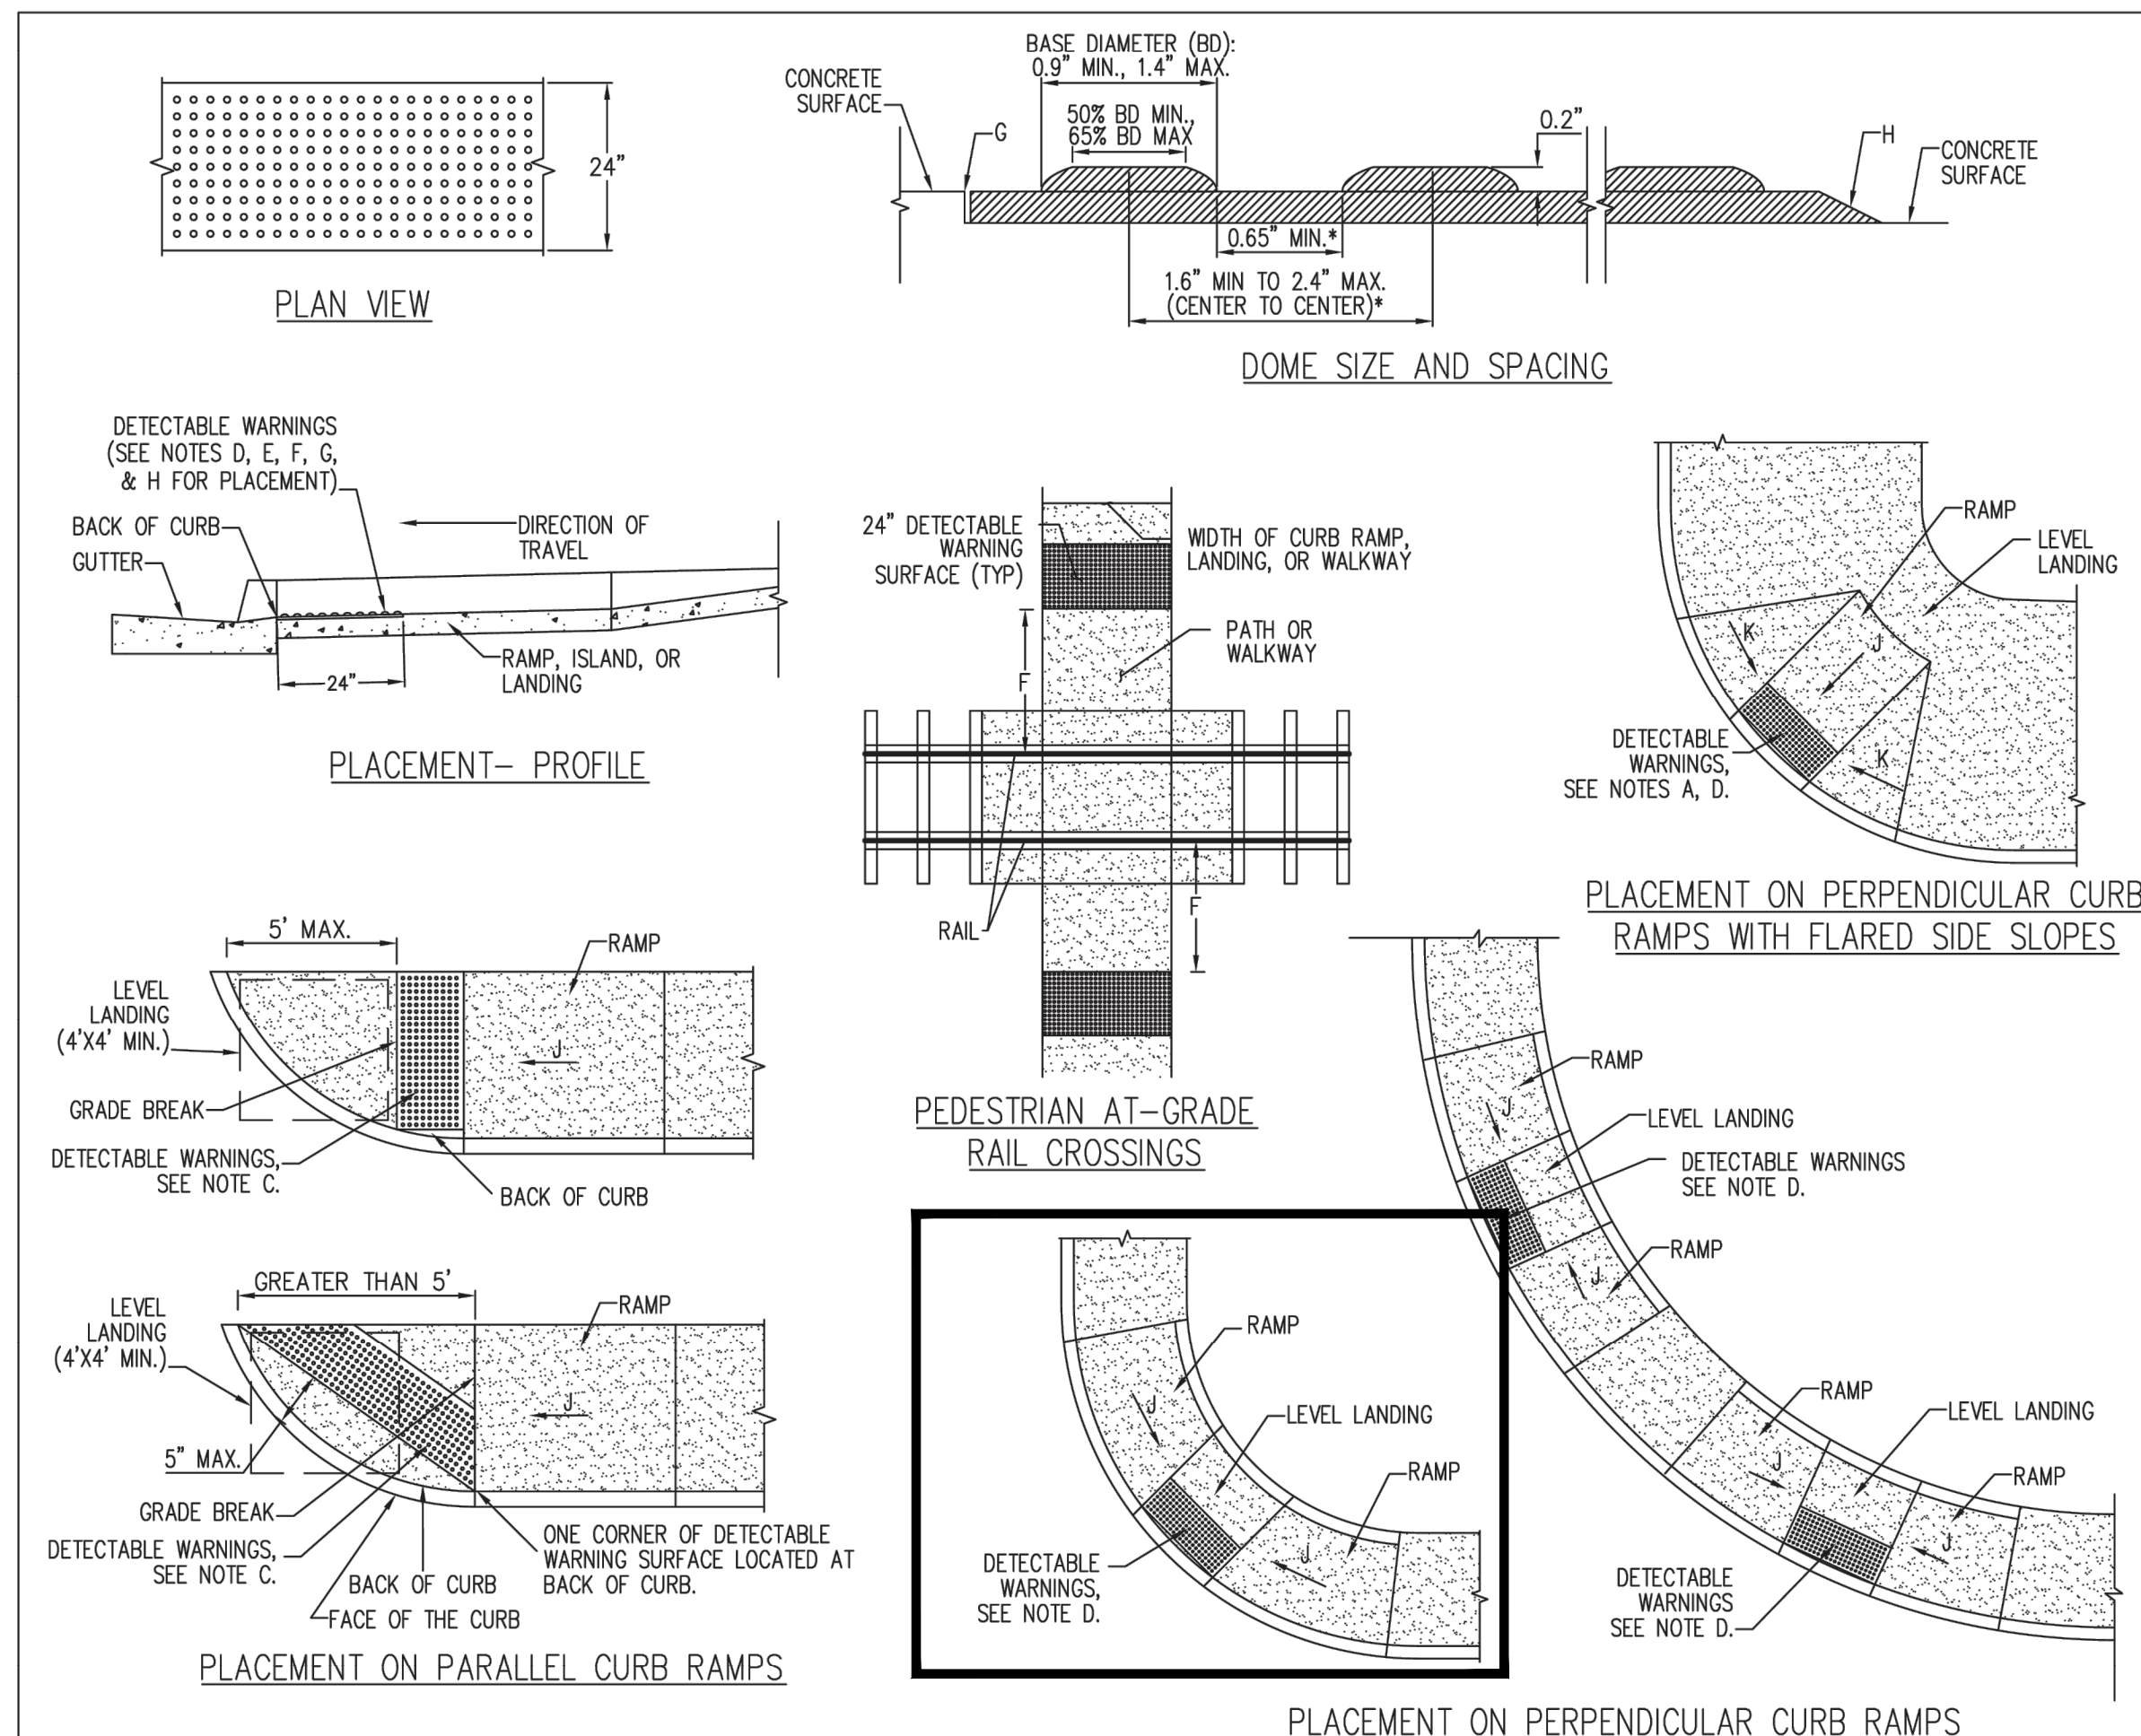 24"
PLAN VIEW
BASE DIAMETER (BD):
0.9" MIN., 1.4" MAX.
CONCRETE
SURFACE
G
50% BD MIN.,
65% BD MAX
0.2"
H
CONCRETE
SURFACE
0.65" MIN.*
1.6" MIN TO 2.4" MAX.
(CENTER TO CENTER)*
DOME SIZE AND SPACING
DETECTABLE WARNINGS
(SEE NOTES D, E, F, G,
& H FOR PLACEMENT)
BACK OF CURB
GUTTER
DIRECTION OF
TRAVEL
24"
RAMP, ISLAND, OR
LANDING
PLACEMENT- PROFILE
24" DETECTABLE
WARNING
SURFACE (TYP)
WIDTH OF CURB RAMP,
LANDING, OR WALKWAY
PATH OR
WALKWAY
F
F
RAIL
PEDESTRIAN AT-GRADE
RAIL CROSSINGS
RAMP
LEVEL
LANDING
K
J
K
DETECTABLE
WARNINGS,
SEE NOTES A, D.
PLACEMENT ON PERPENDICULAR CURB
RAMPS WITH FLARED SIDE SLOPES
5' MAX.
RAMP
LEVEL
LANDING
(4'X4' MIN.)
J
GRADE BREAK
DETECTABLE WARNINGS,
SEE NOTE C.
BACK OF CURB
GREATER THAN 5'
LEVEL
LANDING
(4'X4' MIN.)
RAMP
J
5" MAX.
GRADE BREAK
DETECTABLE WARNINGS,
SEE NOTE C.
BACK OF CURB
FACE OF THE CURB
ONE CORNER OF DETECTABLE
WARNING SURFACE LOCATED AT
BACK OF CURB.
PLACEMENT ON PARALLEL CURB RAMPS
RAMP
J
LEVEL LANDING
RAMP
J
DETECTABLE
WARNINGS,
SEE NOTE D.
RAMP
J
LEVEL LANDING
DETECTABLE WARNINGS
SEE NOTE D.
RAMP
J
RAMP
J
LEVEL LANDING
RAMP
J
DETECTABLE
WARNINGS
SEE NOTE D.
PLACEMENT ON PERPENDICULAR CURB RAMPS